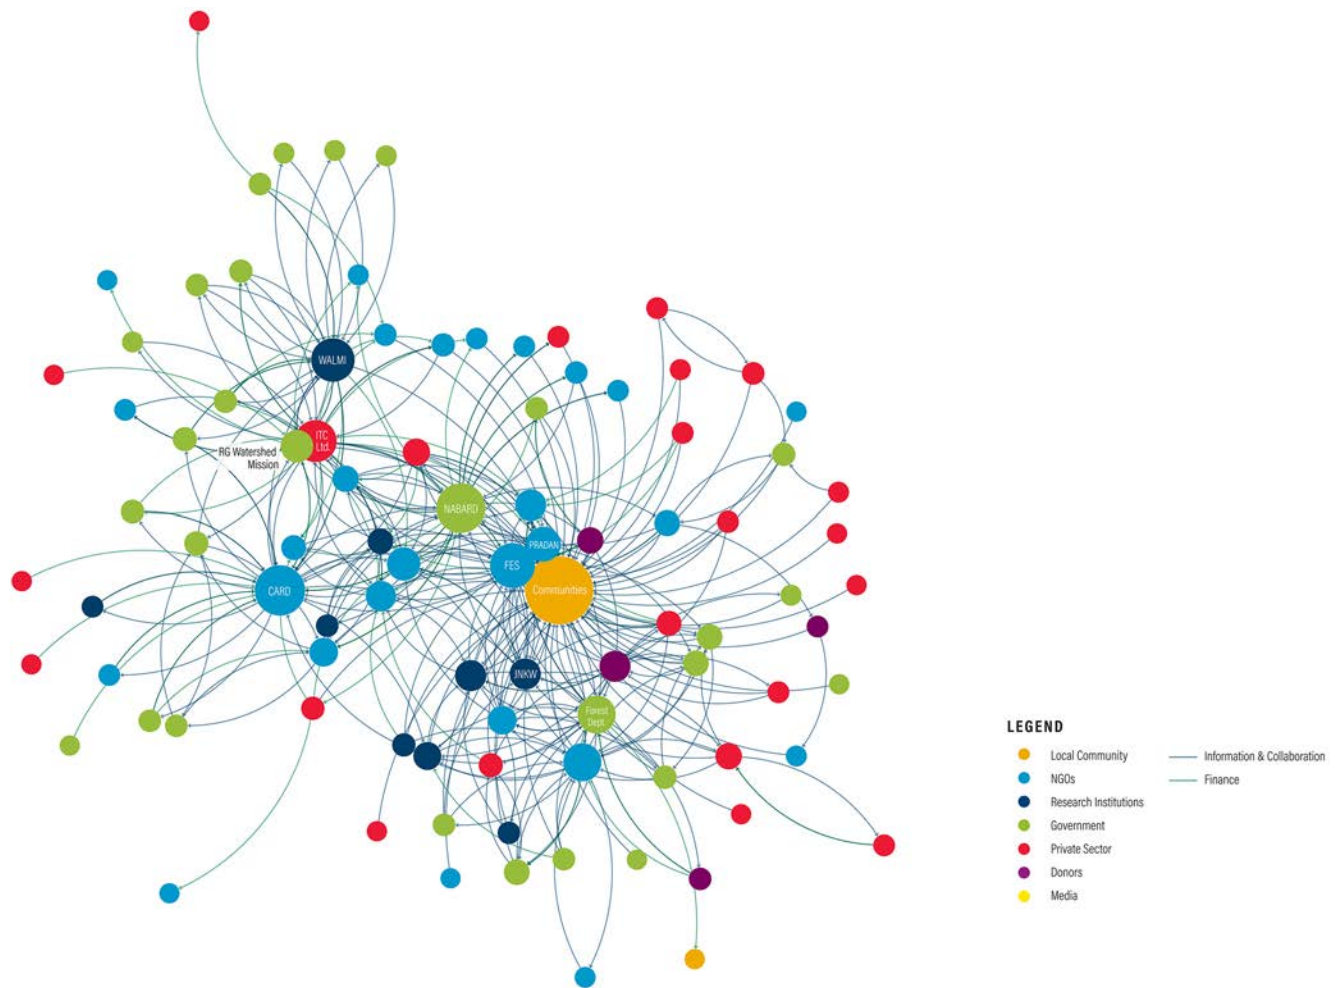 WALMI
ITC
Ltd.
RG Watershed
Mission
NABARD
PRADAN
FES
Communities
CARD
JNKW
Forest
Dept
LEGEND
Local Community
NGOs
Research Institutions
Government
Private Sector
Donors
Media
Information & Collaboration
Finance